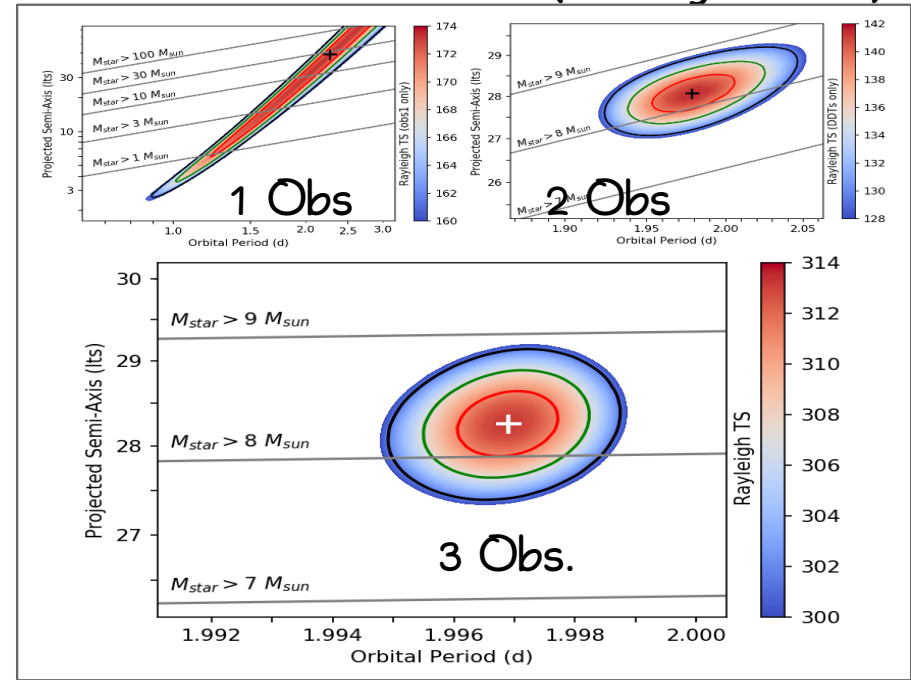 M_star > 100 M_sun
M_star > 30 M_sun
M_star > 10 M_sun
M_star > 3 M_sun
M_star > 1 M_sun
30
10
3
Projected Semi-Axis (lts)
1.0 1.5 2.0 2.5 3.0
Orbital Period (d)
1 Obs
174
172
170
168
166
164
162
160
Rayleigh TS (obs1 only)
M_star > 9 M_sun
M_star > 8 M_sun
29
28
27
26
Projected Semi-Axis (lts)
1.90 1.95 2.00 2.05
Orbital Period (d)
2 Obs
142
140
138
136
134
132
130
128
Rayleigh TS (DDTs only)
M_star > 9 M_sun
M_star > 8 M_sun
M_star > 7 M_sun
30
29
28
27
Projected Semi-Axis (lts)
3 Obs.
1.992 1.994 1.996 1.998 2.000
Orbital Period (d)
314
312
310
308
306
304
302
300
Rayleigh TS